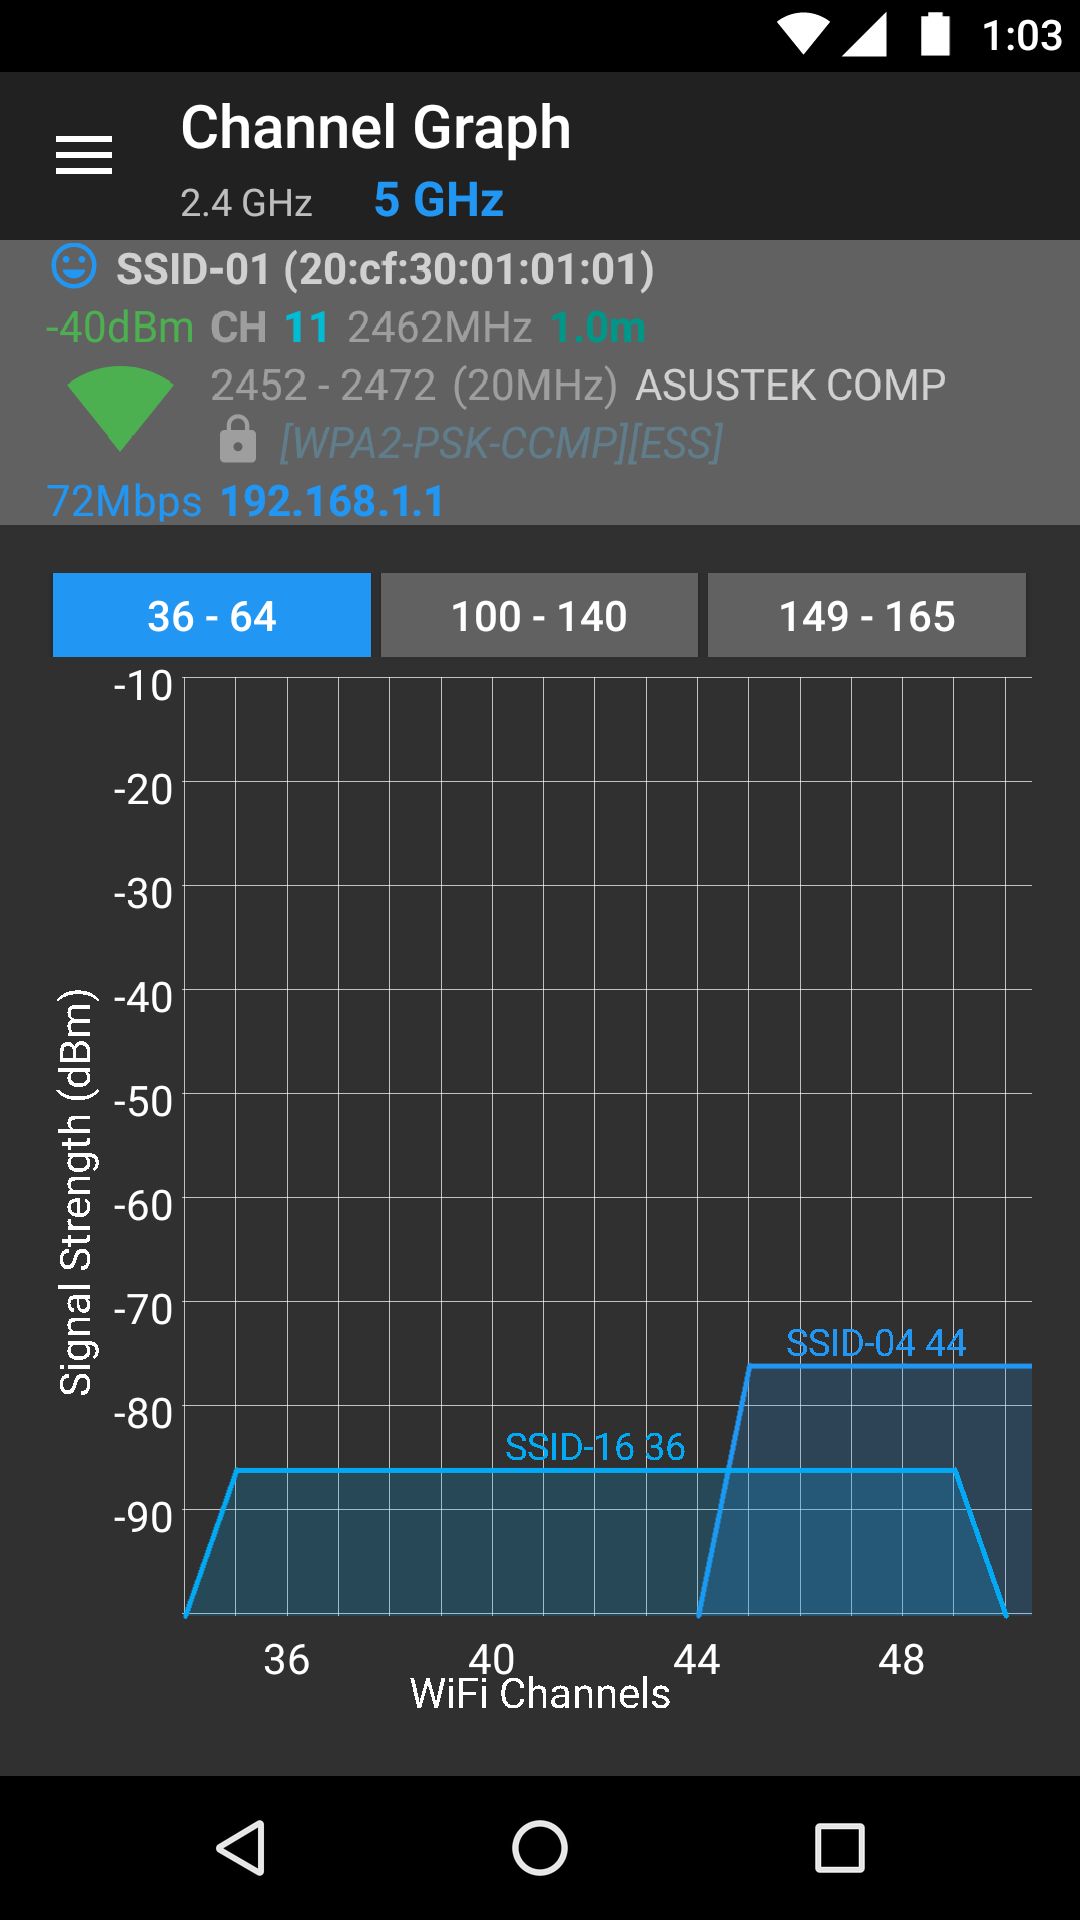 1:03
Channel Graph
2.4 GHz 5 GHz
SSID-01 (20:cf:30:01:01:01)
-40dBm CH 11 2462MHz 1.0m
2452 - 2472 (20MHz) ASUSTEK COMP
[WPA2-PSK-CCMP][ESS]
72Mbps 192.168.1.1
36 - 64 100 - 140 149 - 165
-10
-20
-30
-40
-50
-60
-70
-80
-90
Signal Strength (dBm)
SSID-04 44
SSID-16 36
36 40 44 48
WiFi Channels